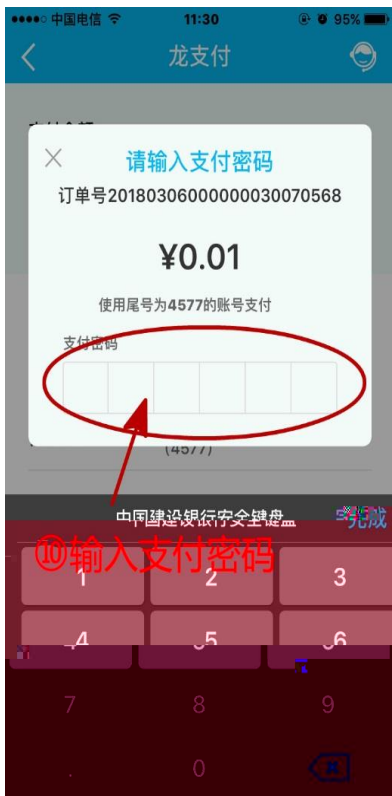 中国电信 11:30 95%
龙支付
请输入支付密码
订单号20180306000000030070568
¥0.01
使用尾号为4577的账号支付
支付密码
(4577)
中国建设银行安全键盘 完成
⑩输入支付密码
1 2 3
4 5 6
7 8 9
. 0